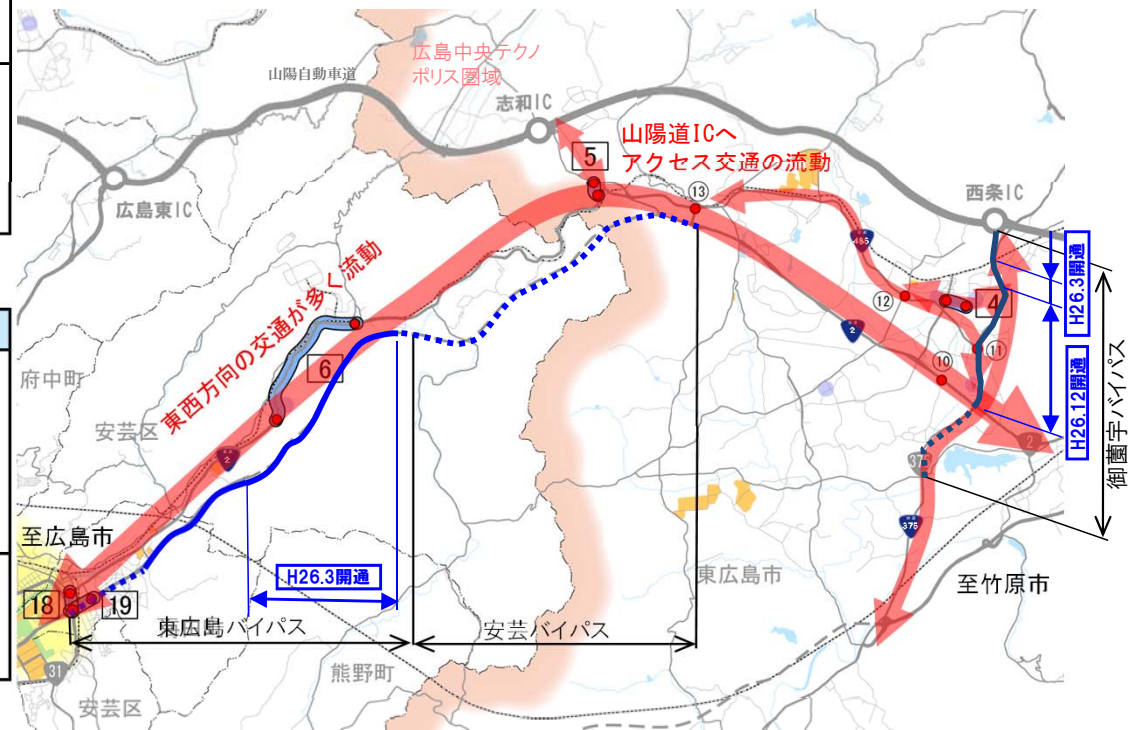 広島中央テクノ
ポリス圏域
山陽自動車道
志和IC
山陽道ICへ
アクセス交通の流動
5
13
西条IC
広島東IC
486
H26.3開通
12
4
2
11
10
東西方向の交通が多く流動
6
府中町
安芸区
2
H26.12開通
御薗宇バイパス
2
375
375
至広島市
H26.3開通
東広島市
至竹原市
18
19
東広島バイパス
安芸バイパス
31
熊野町
安芸区